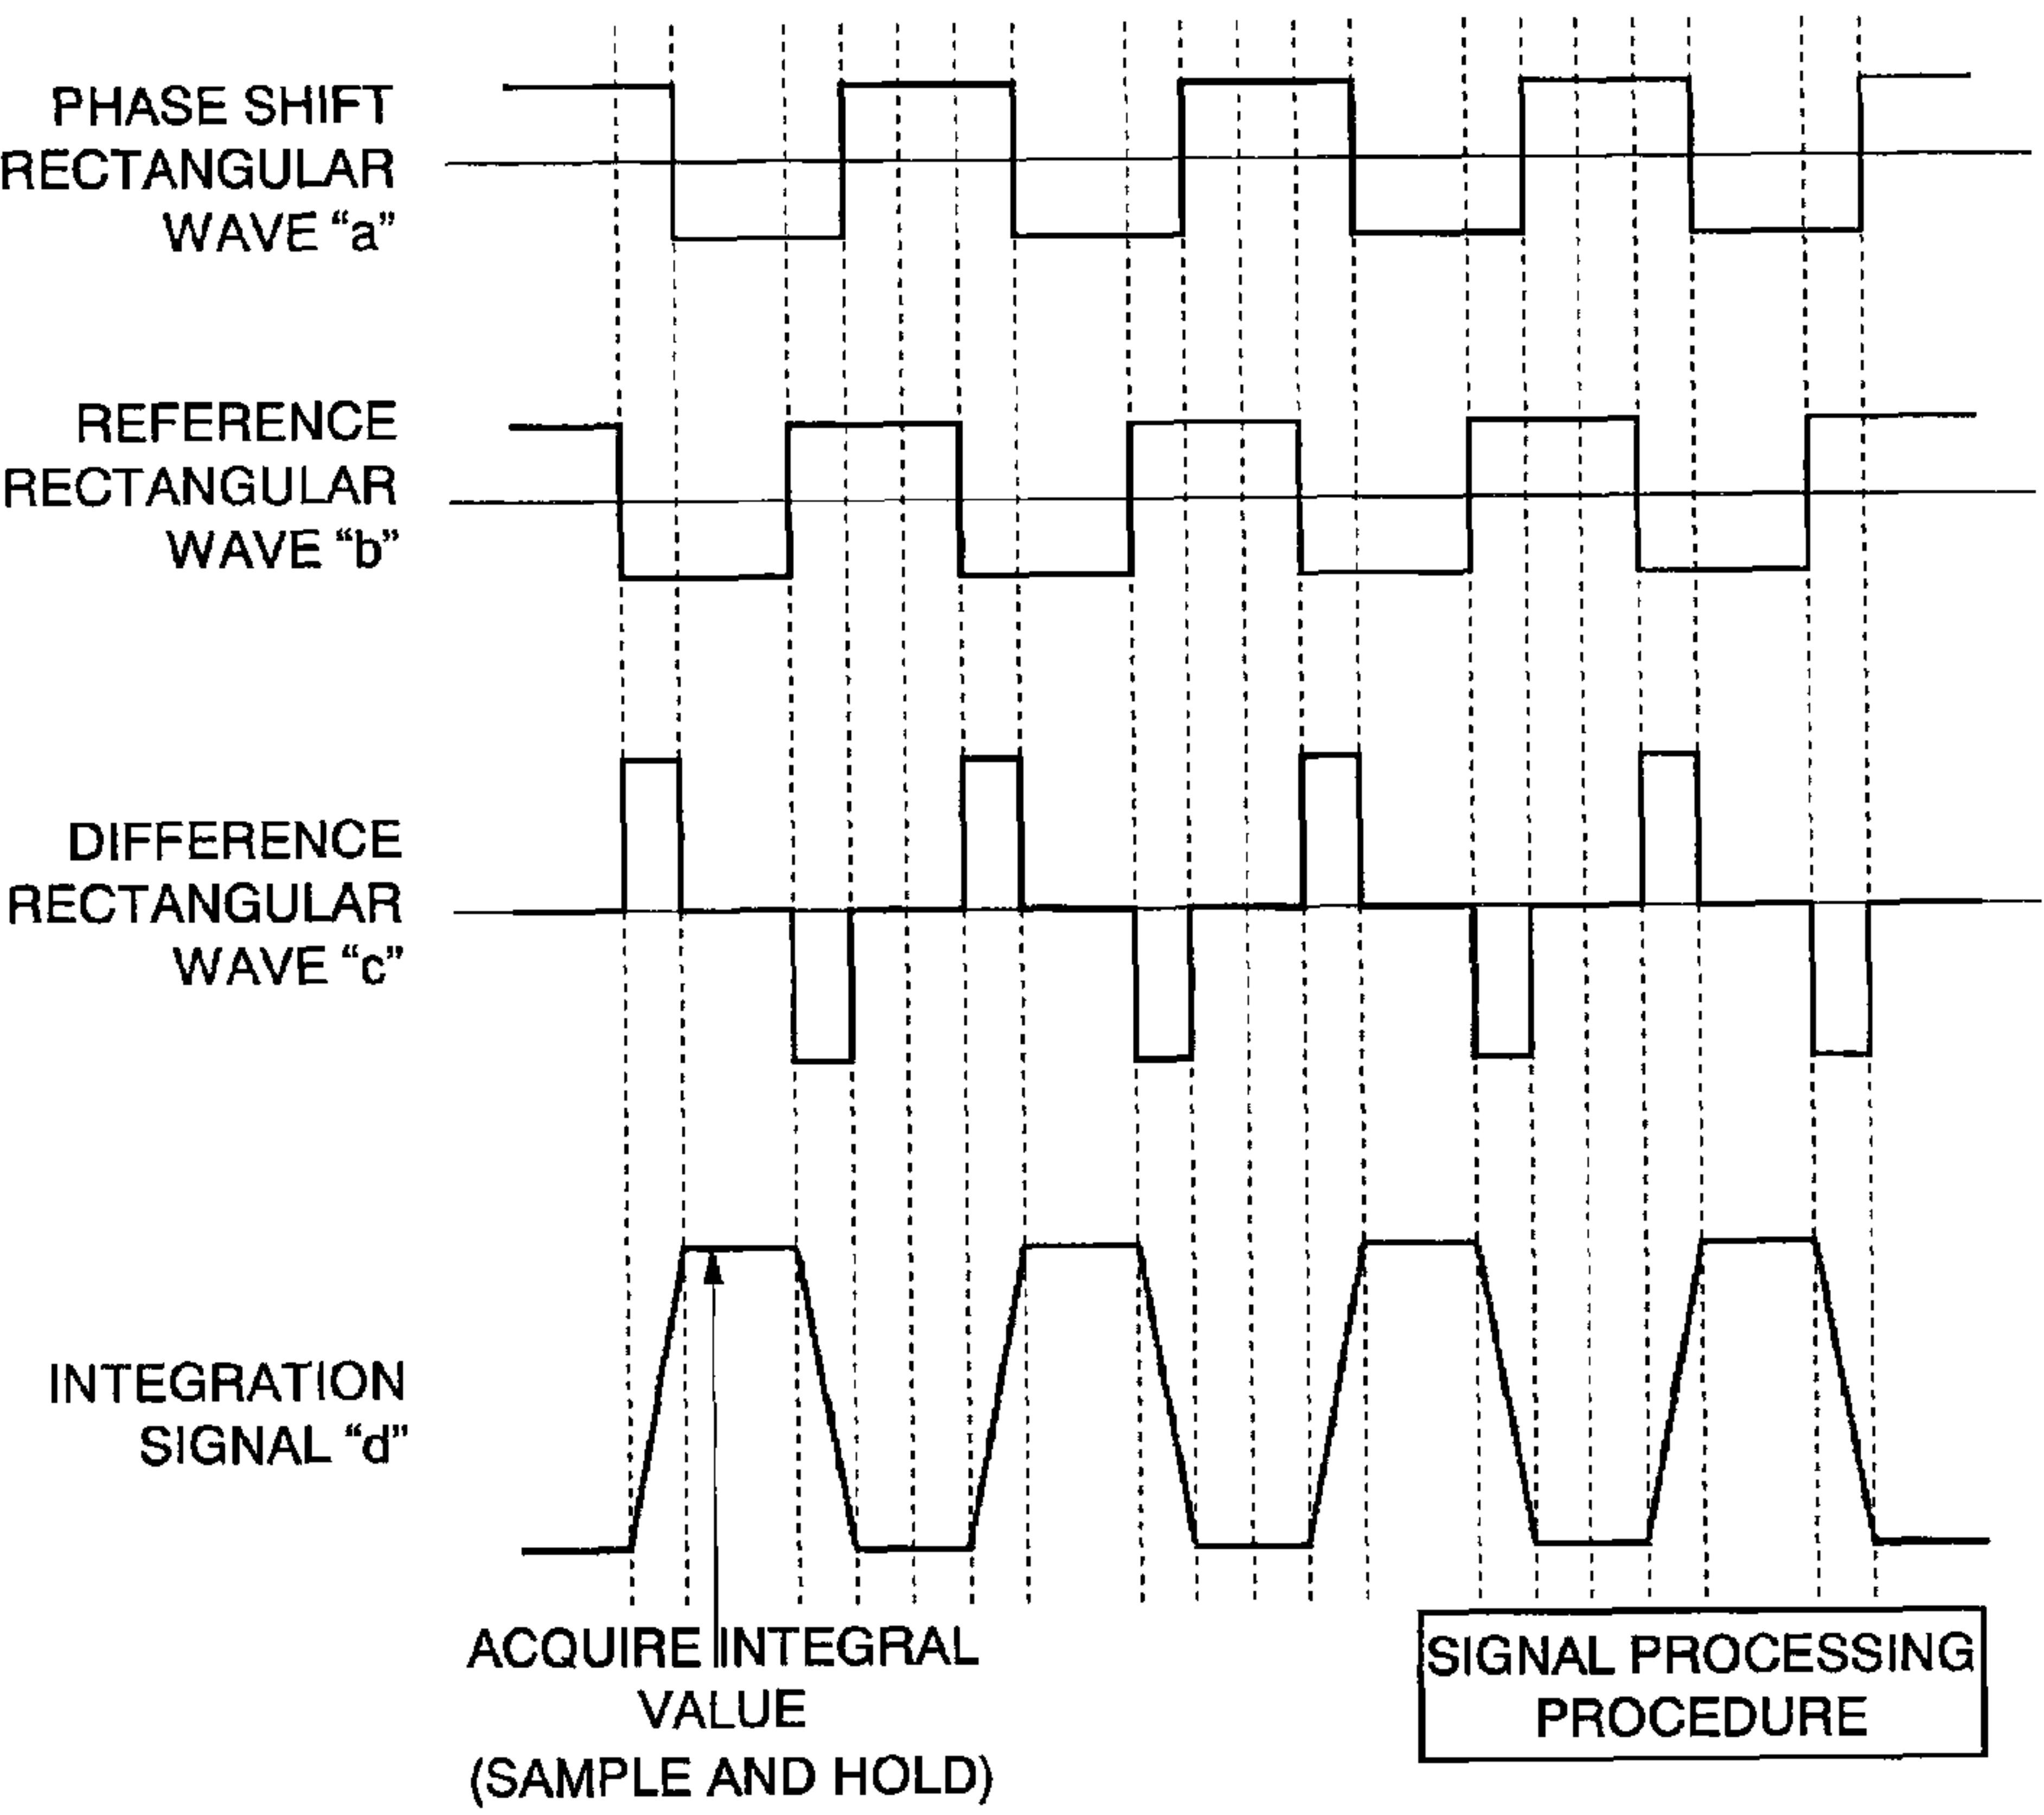 PHASE SHIFT
RECTANGULAR
WAVE “a”
REFERENCE
RECTANGULAR
WAVE “b”
DIFFERENCE
RECTANGULAR
WAVE “c”
INTEGRATION
SIGNAL “d”
ACQUIRE INTEGRAL
VALUE
(SAMPLE AND HOLD)
SIGNAL PROCESSING
PROCEDURE